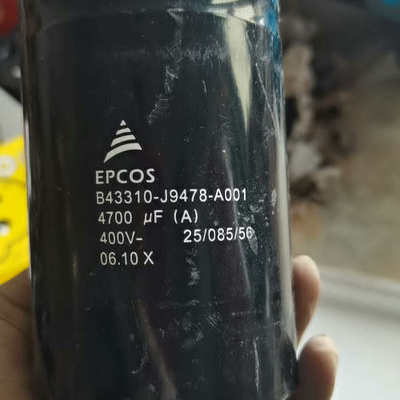 EPCOS
B43310-J9478-A001
4700 µF (A)
400V- 25/085/56
06.10 X